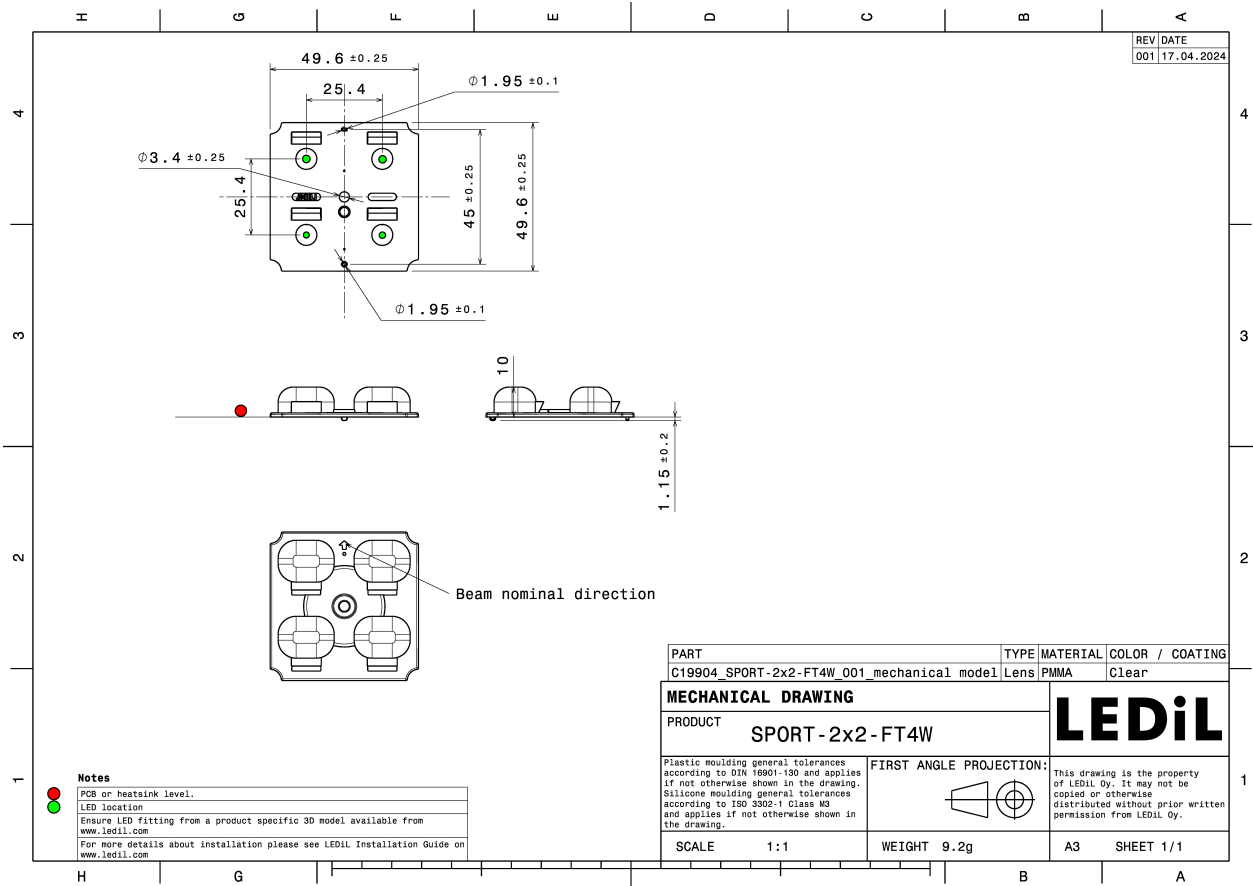 H G F E D C B A
REV DATE
001 17.04.2024
49.6 ±0.25
25.4
Ø1.95 ±0.1
Ø3.4 ±0.25
25.4
45 ±0.25
49.6 ±0.25
Ø1.95 ±0.1
4 4
3 3
10
1.15 ±0.2
2 2
Beam nominal direction
PART TYPE MATERIAL COLOR / COATING
C19904_SPORT-2x2-FT4W_001_mechanical model Lens PMMA Clear
MECHANICAL DRAWING
PRODUCT
SPORT-2x2-FT4W
LEDiL
Plastic moulding general tolerances
according to DIN 16901-130 and applies
if not otherwise shown in the drawing.
Silicone moulding general tolerances
according to ISO 3302-1 Class M3
and applies if not otherwise shown in
the drawing.
FIRST ANGLE PROJECTION:
This drawing is the property
of LEDiL Oy. It may not be
copied or otherwise
distributed without prior written
permission from LEDiL Oy.
SCALE 1:1 WEIGHT 9.2g A3 SHEET 1/1
1 1
Notes
PCB or heatsink level.
LED location
Ensure LED fitting from a product specific 3D model available from
www.ledil.com
For more details about installation please see LEDiL Installation Guide on
www.ledil.com
H G B A